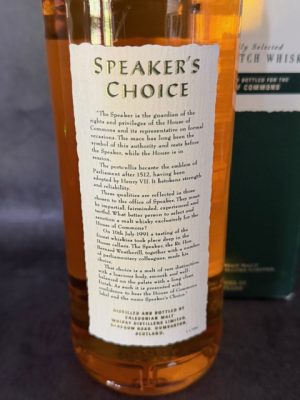 SPEAKER'S
CHOICE
"The Speaker is the guardian of the
rights and privileges of the House of
Commons and its representative on formal
occasions. The mace has long been the
symbol of this authority and rests before
the Speaker, while the House is in
session.
The portcullis became the emblem of
Parliament after 1512, having been
adopted by Henry VII. It betokens strength
and reliability.
These qualities are reflected in those
chosen to the office of Speaker. They must
be impartial, fairminded, experienced and
tactful. What better person to select and
sanction a malt whisky exclusively for the
House of Commons?
On 10th July 1991 a tasting of the
finest whiskies took place deep in the
House cellars. The Speaker, the Rt. Hon.
Bernard Weatherill, together with a number
of parliamentary colleagues, made his
choice.
That choice is a malt of rare distinction
with a luscious body, smooth and well-
balanced on the palate with a long clean
finish. As such it is presented with
confidence to bear the House of Commons
label and the name Speaker's Choice."
DISTILLED AND BOTTLED BY
CALEDONIAN MALT
WHISKY DISTILLERS LIMITED,
GLASGOW ROAD, DUMBARTON,
SCOTLAND.
Selected
TCH WHISK
BOTTLED FOR THE
COMMONS